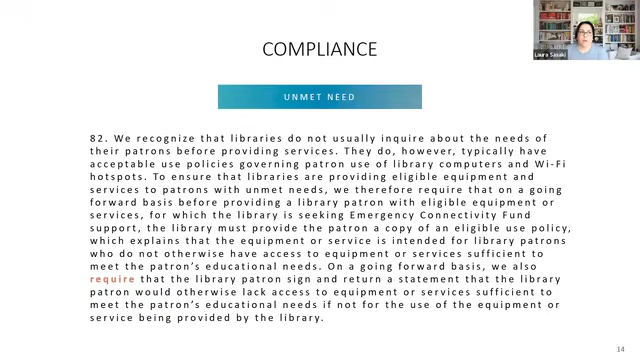 COMPLIANCE
UNMET NEED
82. We recognize that libraries do not usually inquire about the needs of
their patrons before providing services. They do, however, typically have
acceptable use policies governing patron use of library computers and Wi-Fi
hotspots. To ensure that libraries are providing eligible equipment and
services to patrons with unmet needs, we therefore require that on a going
forward basis before providing a library patron with eligible equipment or
services, for which the library is seeking Emergency Connectivity Fund
support, the library must provide the patron a copy of an eligible use policy,
which explains that the equipment or service is intended for library patrons
who do not otherwise have access to equipment or services sufficient to
meet the patron's educational needs. On a going forward basis, we also
require that the library patron sign and return a statement that the library
patron would otherwise lack access to equipment or services sufficient to
meet the patron's educational needs if not for the use of the equipment or
service being provided by the library.
Laura Sasaki
14